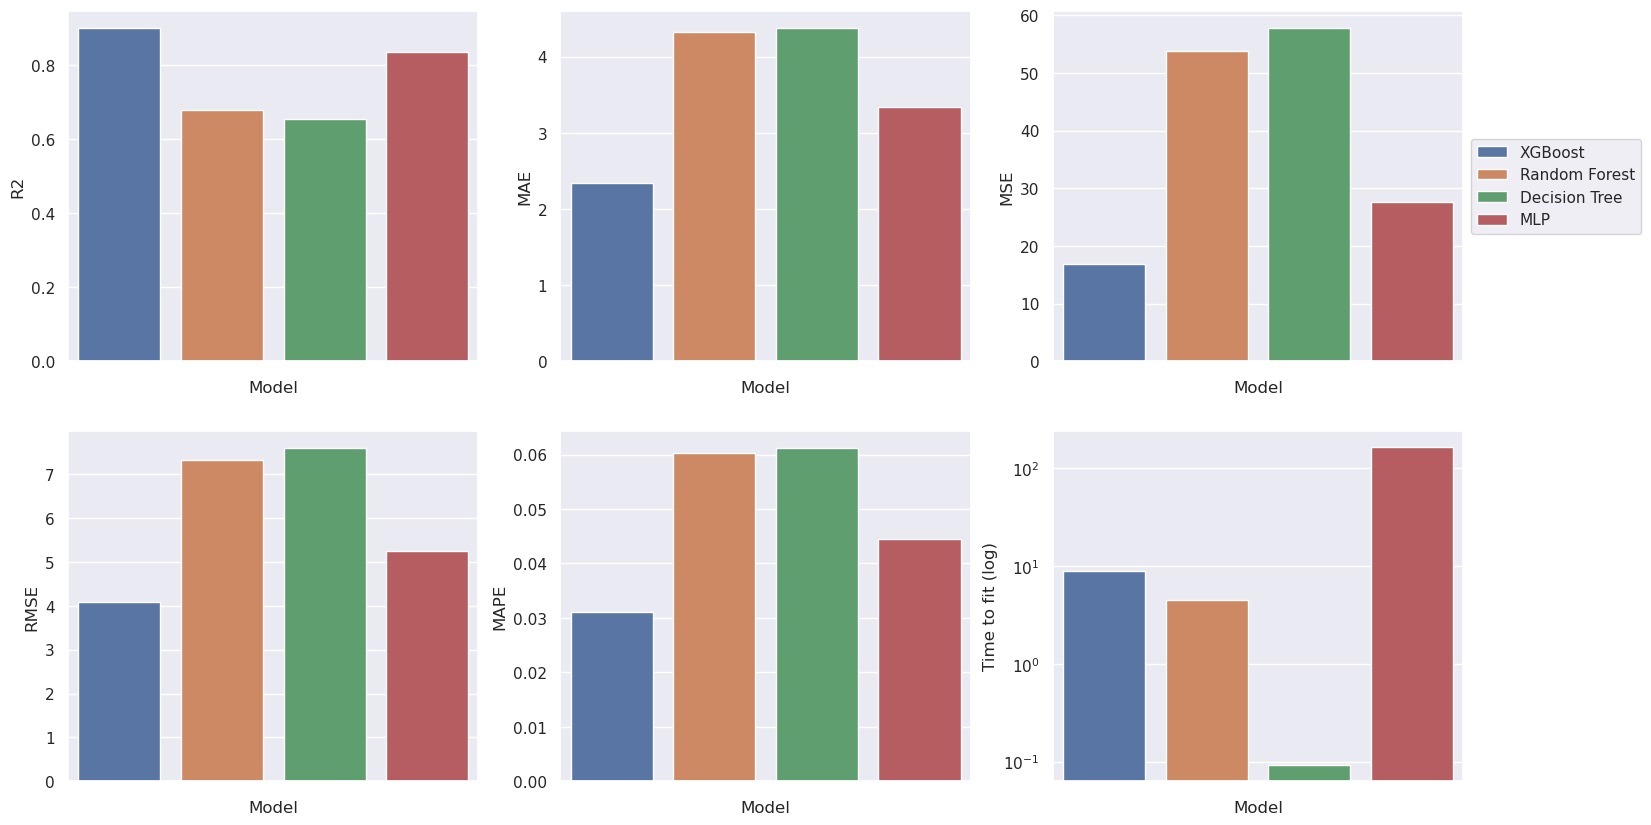 R2
0.8
0.6
0.4
0.2
0.0
Model
MAE
4
3
2
1
0
Model
MSE
60
50
40
30
20
10
0
Model
XGBoost
Random Forest
Decision Tree
MLP
RMSE
7
6
5
4
3
2
1
0
Model
MAPE
0.06
0.05
0.04
0.03
0.02
0.01
0.00
Model
Time to fit (log)
10²
10¹
10⁰
10⁻¹
Model